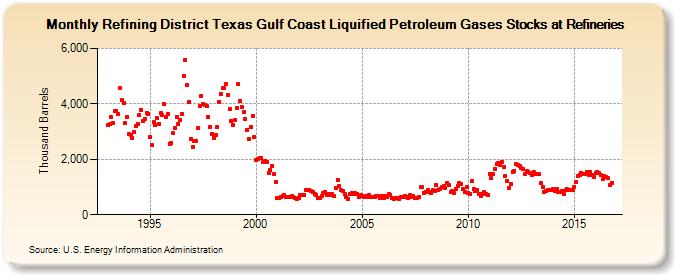 Monthly Refining District Texas Gulf Coast Liquified Petroleum Gases Stocks at Refineries
Thousand Barrels
6,000
4,000
2,000
0
1995 2000 2005 2010 2015
Source: U.S. Energy Information Administration